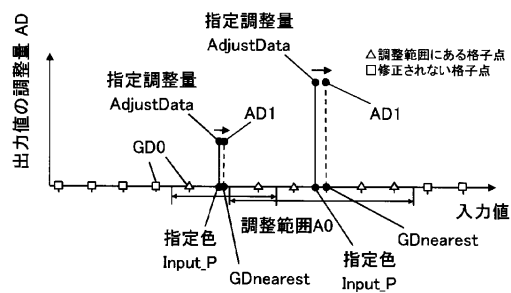 指定調整量
AdjustData
△調整範囲にある格子点
□修正されない格子点
指定調整量
AdjustData
AD1
AD1
GD0
出力値の調整量 AD
入力値
調整範囲A0
指定色
Input_P
GDnearest
指定色
Input_P
GDnearest